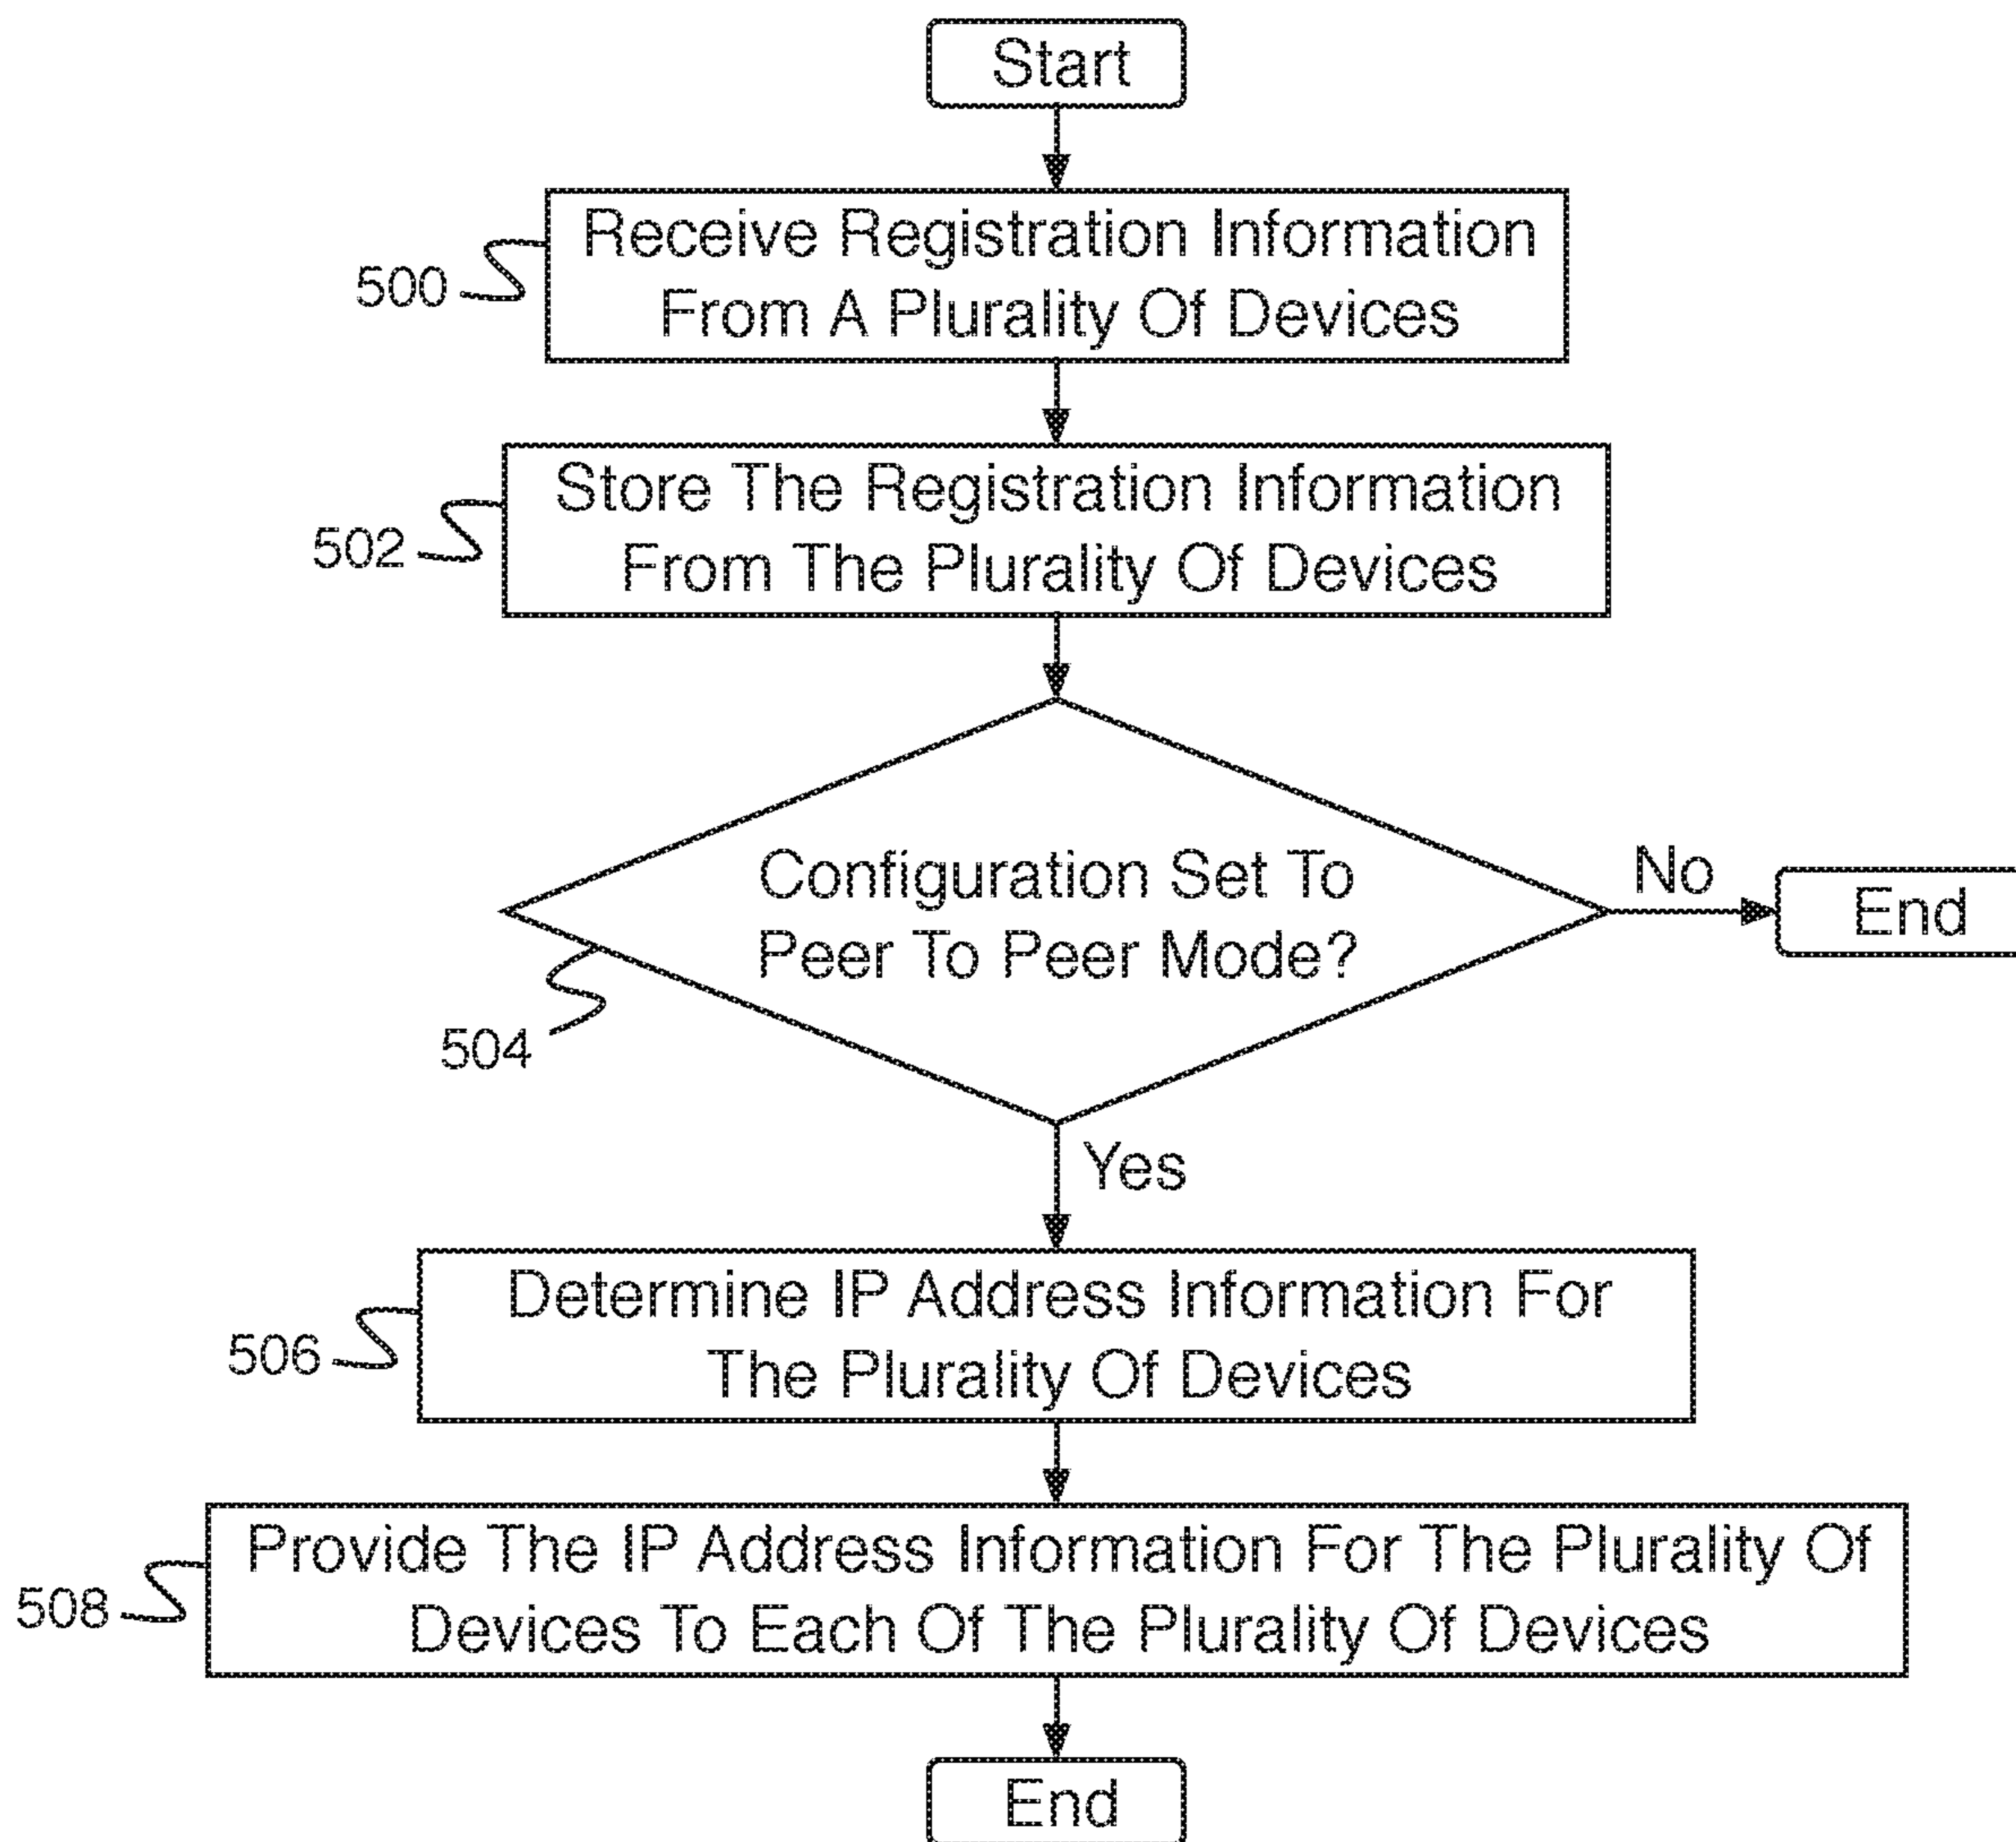 Start
Receive Registration Information
From A Plurality Of Devices
500
Store The Registration Information
From The Plurality Of Devices
502
Configuration Set To
Peer To Peer Mode?
504
No
End
Yes
Determine IP Address Information For
The Plurality Of Devices
506
Provide The IP Address Information For The Plurality Of
Devices To Each Of The Plurality Of Devices
508
End